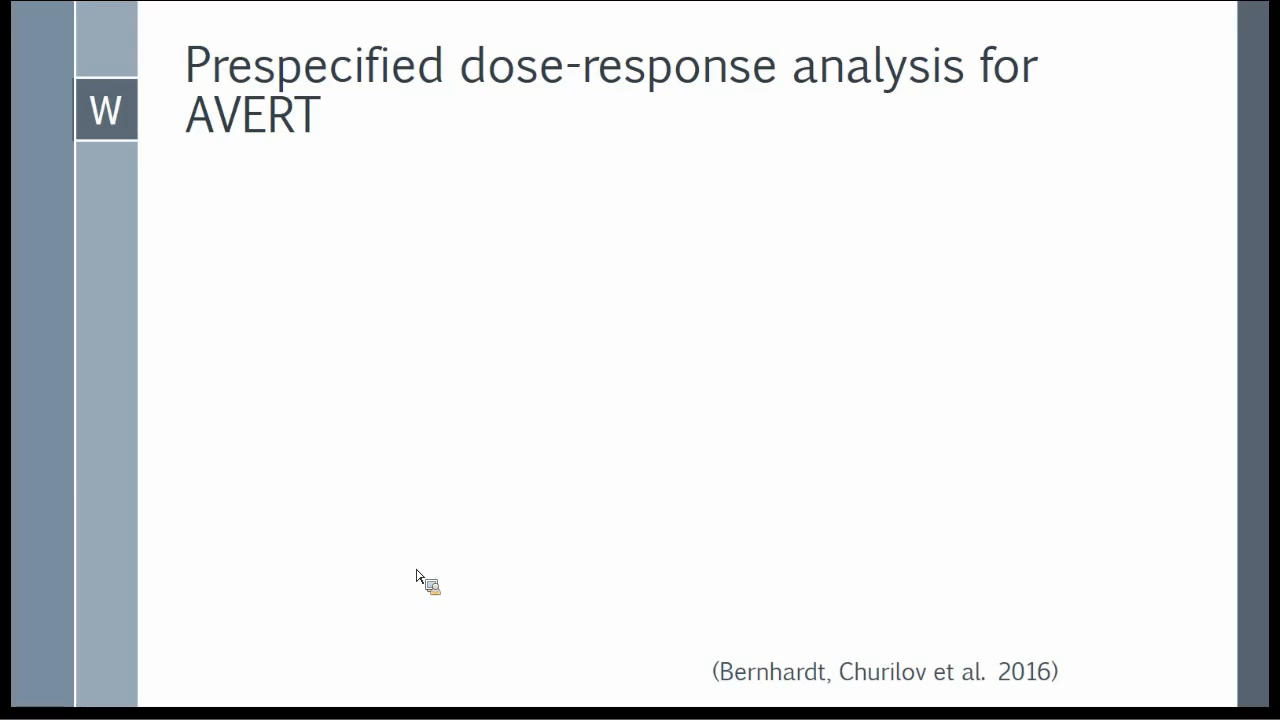 Prespecified dose-response analysis for
AVERT
W
(Bernhardt, Churilov et al. 2016)